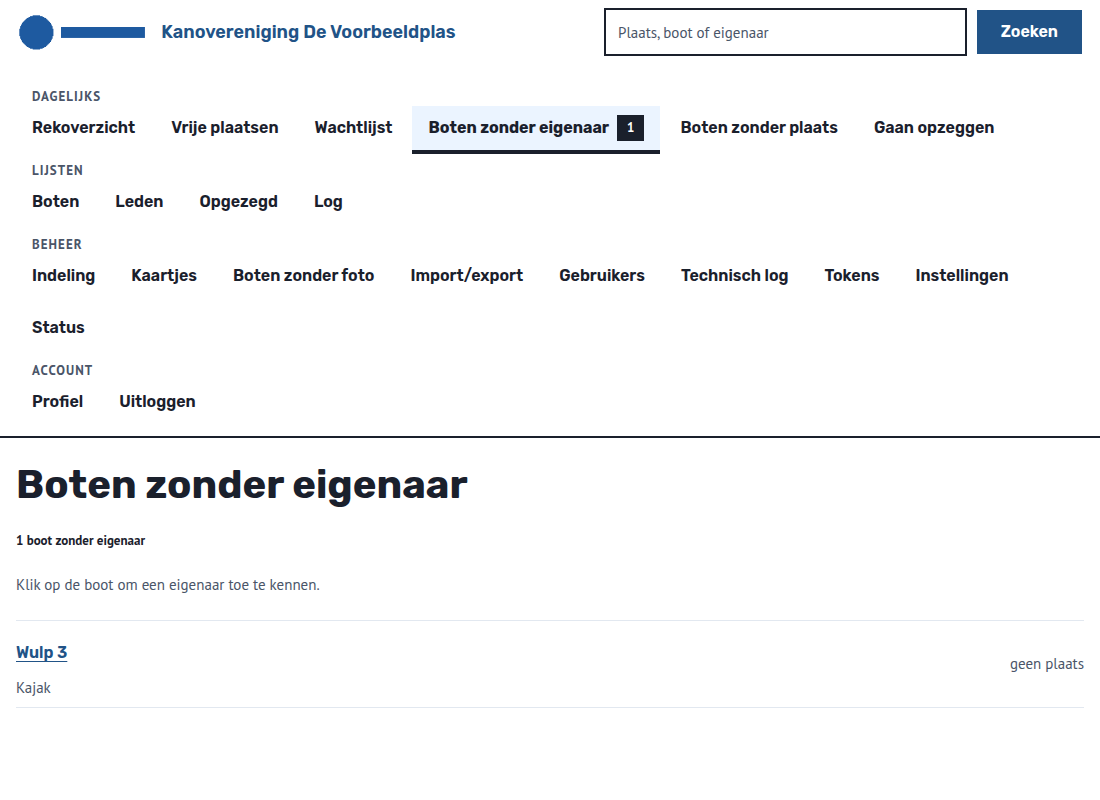 Kanovereniging De Voorbeeldplas
Plaats, boot of eigenaar
Zoeken
DAGELIJKS
Rekoverzicht Vrije plaatsen Wachtlijst Boten zonder eigenaar 1 Boten zonder plaats Gaan opzeggen
LIJSTEN
Boten Leden Opgezegd Log
BEHEER
Indeling Kaartjes Boten zonder foto Import/export Gebruikers Technisch log Tokens Instellingen
Status
ACCOUNT
Profiel Uitloggen
Boten zonder eigenaar
1 boot zonder eigenaar
Klik op de boot om een eigenaar toe te kennen.
Wulp 3
geen plaats
Kajak